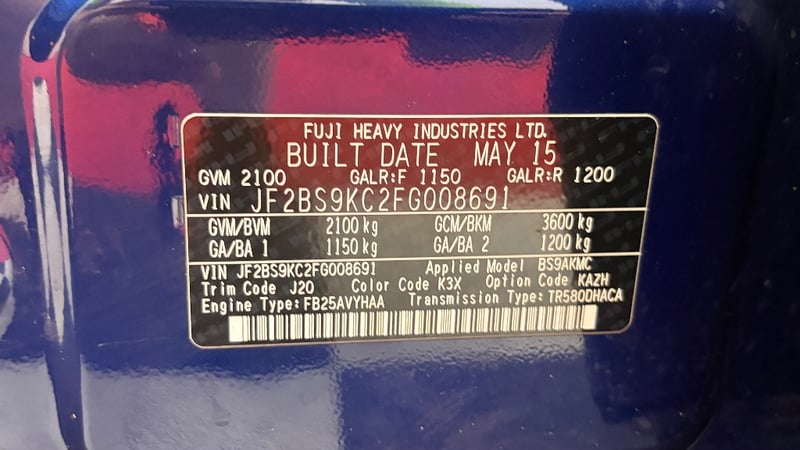 FUJI HEAVY INDUSTRIES LTD.
BUILT DATE MAY 15
GVM 2100 GALR:F 1150 GALR:R 1200
VIN JF2BS9KC2FG008691
GVM/BVM 2100 kg GCM/BKM 3600 kg
GA/BA 1 1150 kg GA/BA 2 1200 kg
VIN JF2BS9KC2FG008691 Applied Model BS9AKMC
Trim Code J20 Color Code K3X Option Code KAZH
Engine Type:FB25AVYHAA Transmission Type:TR580DHACA